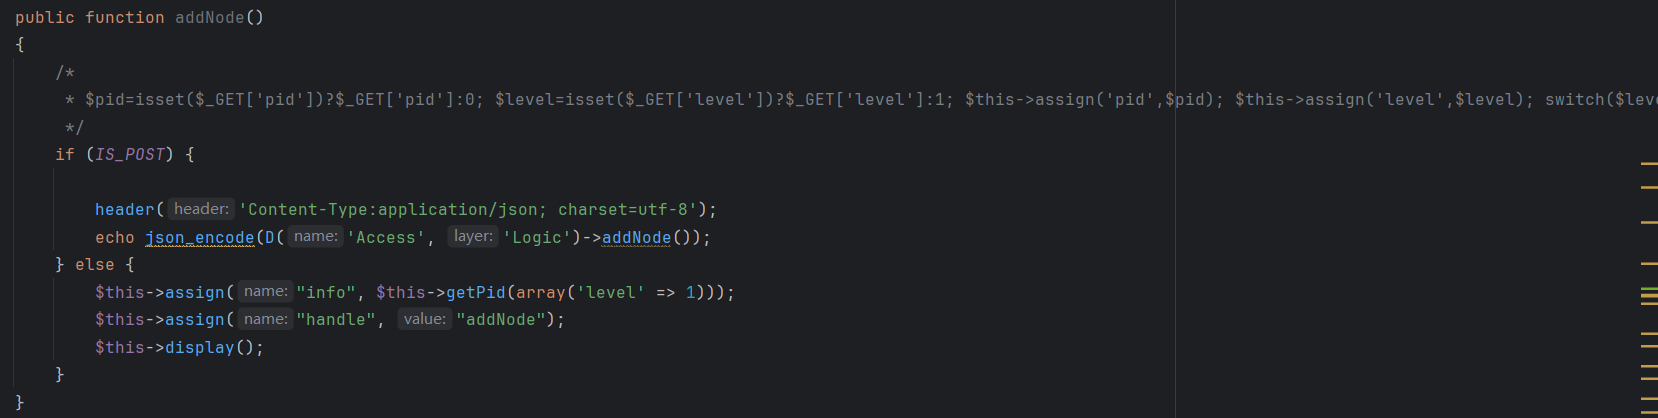 public function addNode()
{
/*
* $pid=isset($_GET['pid'])?$_GET['pid']:0; $level=isset($_GET['level'])?$_GET['level']:1; $this->assign('pid',$pid); $this->assign('level',$level); switch($leve
*/
if (IS_POST) {
header( header: 'Content-Type:application/json; charset=utf-8');
echo json_encode(D( name: 'Access', layer: 'Logic')->addNode());
} else {
$this->assign( name: "info", $this->getPid(array('level' => 1)));
$this->assign( name: "handle", value: "addNode");
$this->display();
}
}